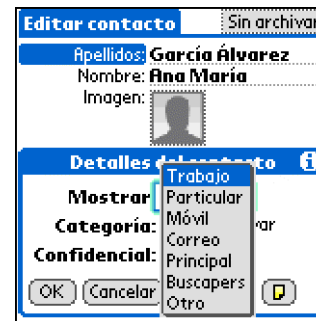 Editar contacto Sin archivar
Apellidos: García Álvarez
Nombre: Ana María
Imagen:
Detalles del contacto
Trabajo
Mostrar Particular
Móvil
Categoría:
Correo
Confidencial: Principal
Buscapers
OK Cancelar Otro